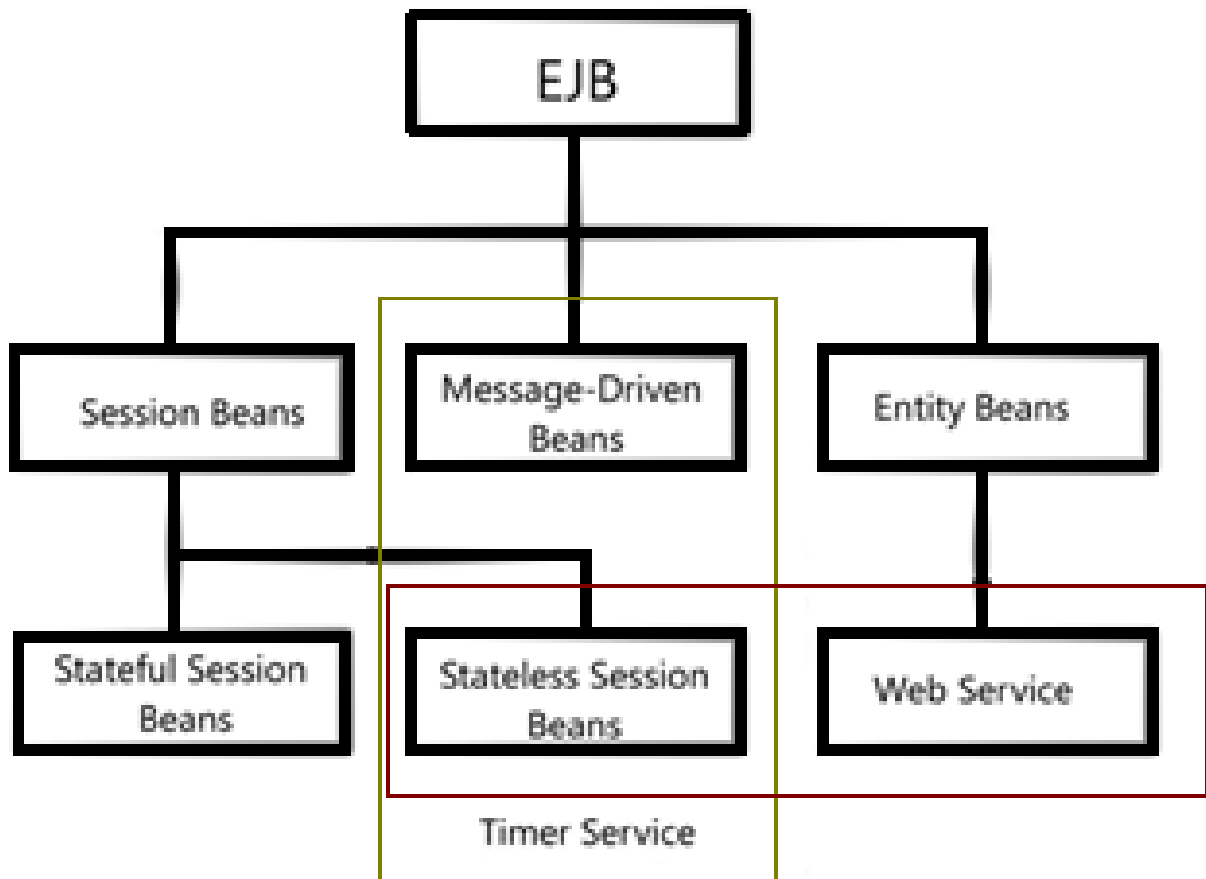 EJB
Session Beans
Message-Driven
Beans
Entity Beans
Stateful Session
Beans
Stateless Session
Beans
Web Service
Timer Service